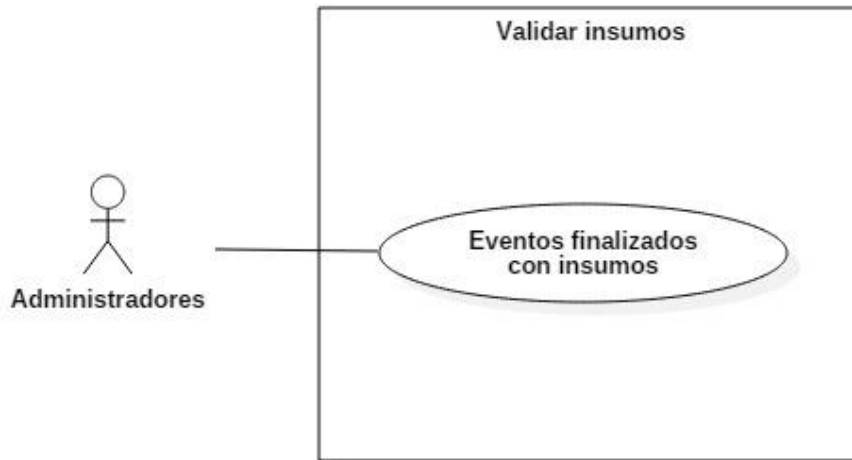 Validar insumos
Eventos finalizados
con insumos
Administradores